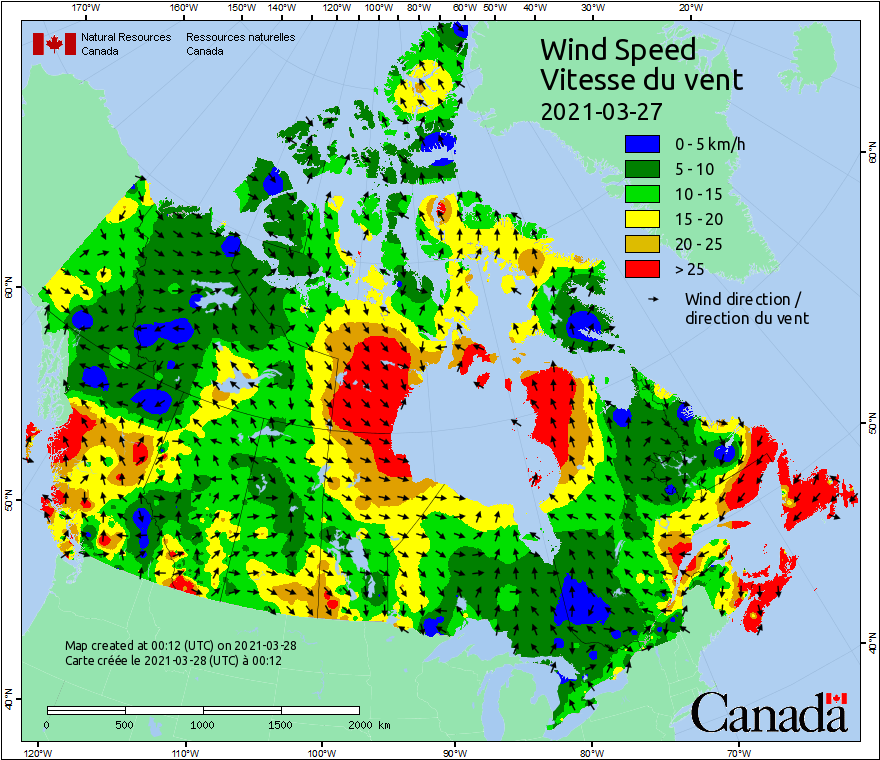 170°W 160°W 150°W 140°W 130°W 120°W 110°W 100°W 90°W 80°W 70°W 60°W 50°W 40°W 30°W 20°W
Natural Resources Canada
Ressources naturelles Canada
Wind Speed
Vitesse du vent
2021-03-27
0 - 5 km/h
5 - 10
10 - 15
15 - 20
20 - 25
> 25
Wind direction /
direction du vent
60°N
50°N
40°N
60°N
50°N
40°N
Map created at 00:12 (UTC) on 2021-03-28
Carte créée le 2021-03-28 (UTC) à 00:12
0 500 1000 1500 2000 km
Canada
120°W 110°W 100°W 90°W 80°W 70°W